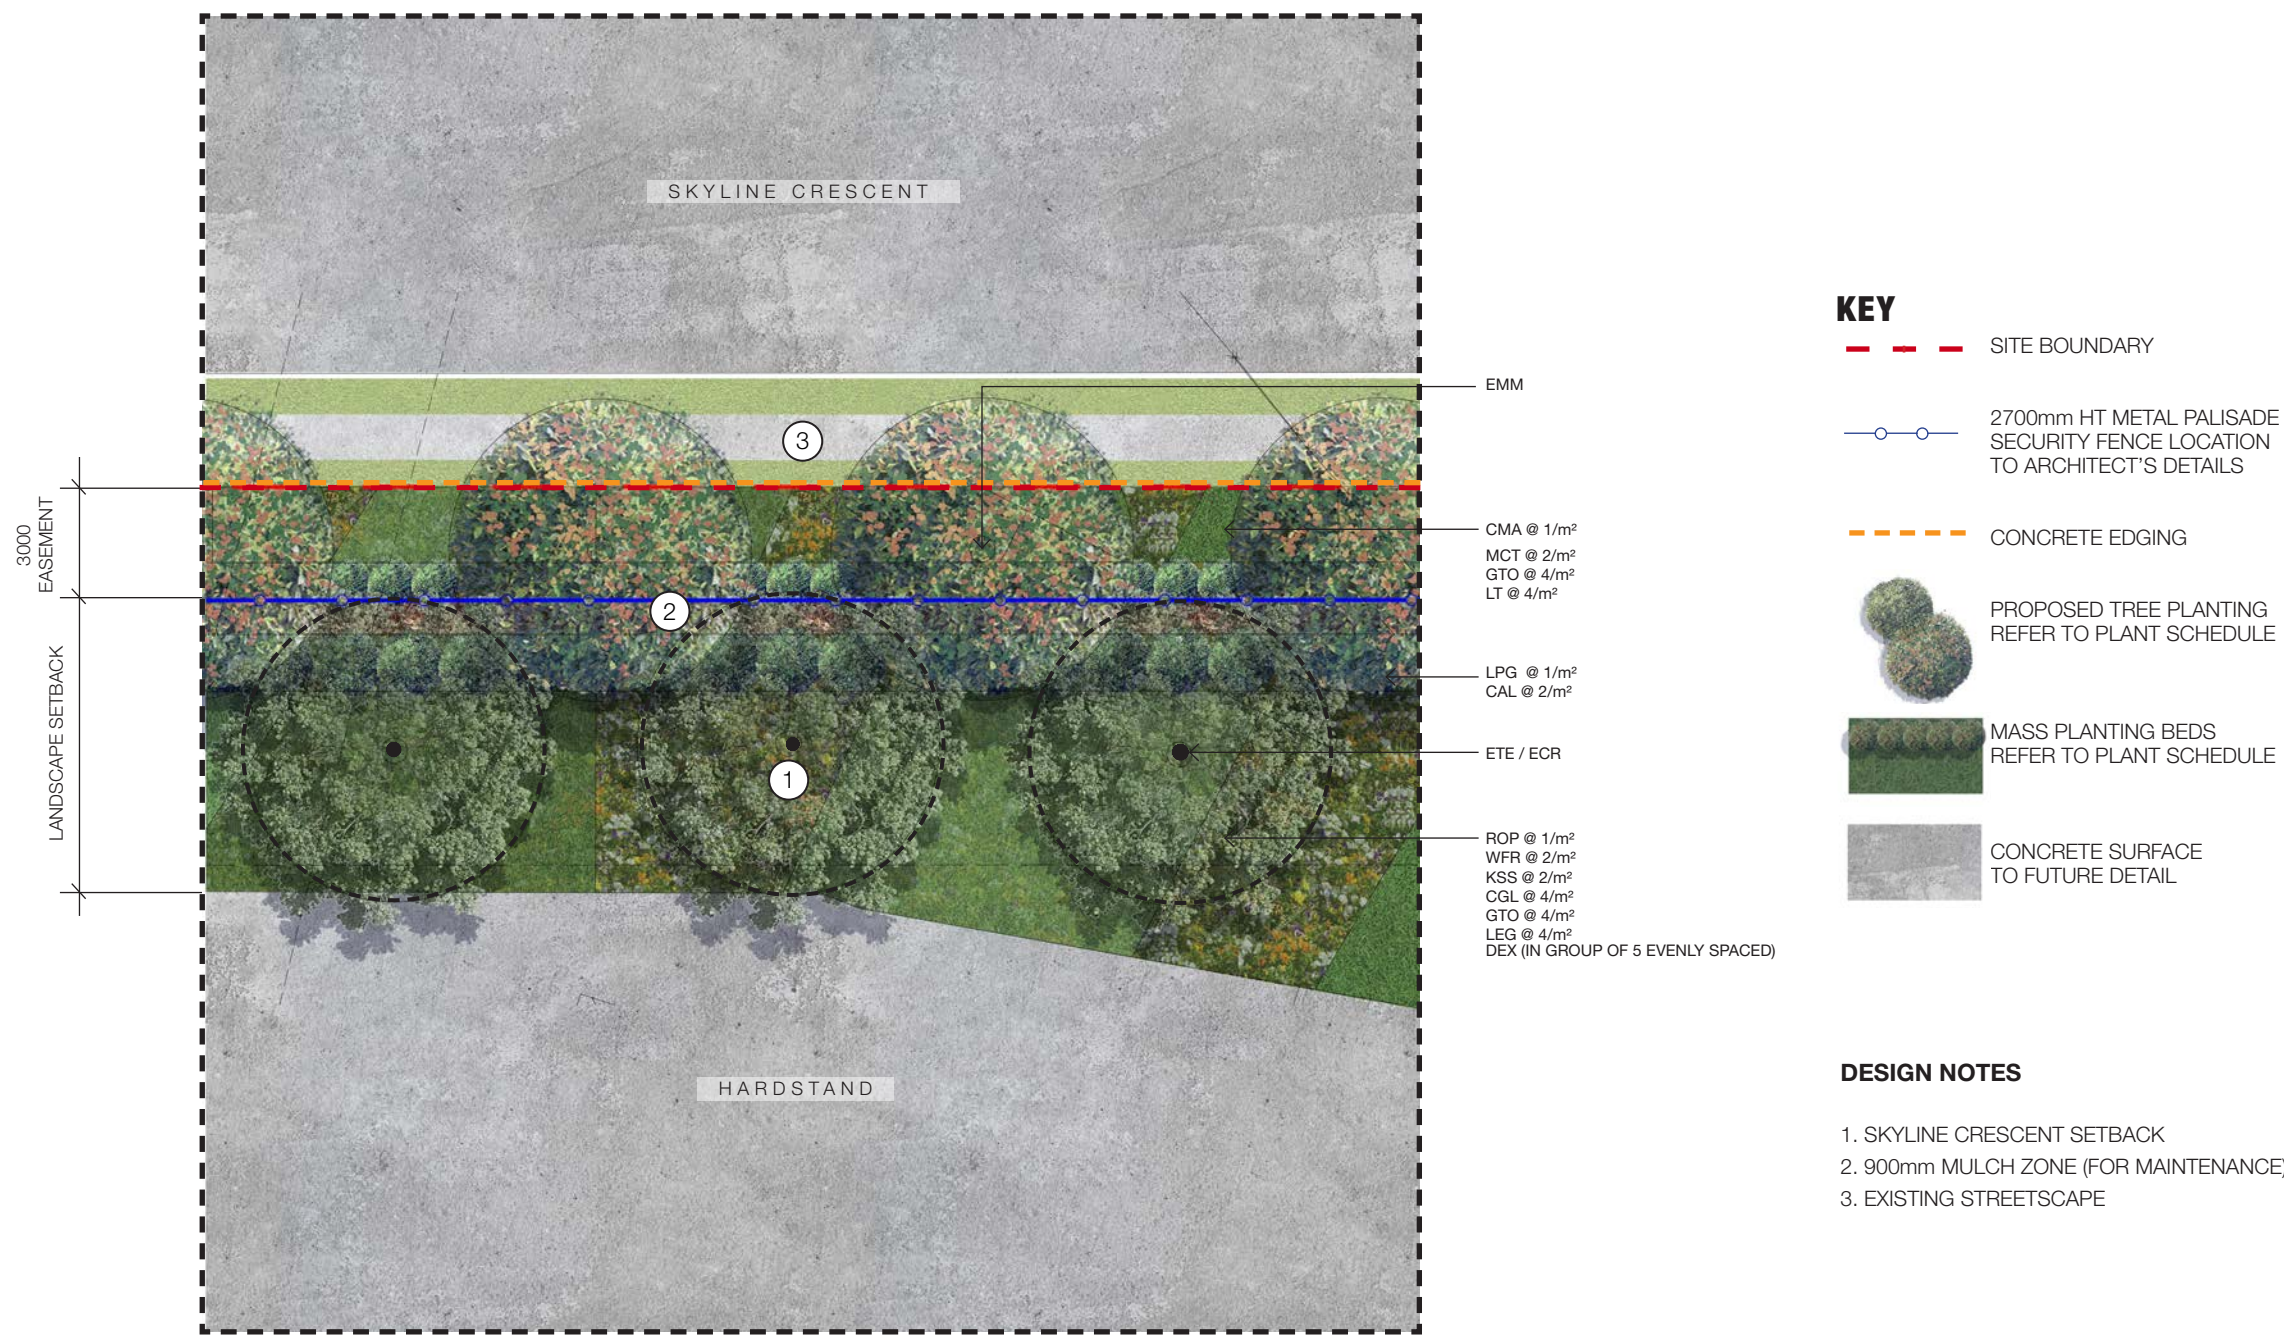 SKYLINE CRESCENT
3
3000
EASEMENT
2
LANDSCAPE SETBACK
1
HARDSTAND
EMM
CMA @ 1/m²
MCT @ 2/m²
GTO @ 4/m²
LT @ 4/m²
LPG @ 1/m²
CAL @ 2/m²
ETE / ECR
ROP @ 1/m²
WFR @ 2/m²
KSS @ 2/m²
CGL @ 4/m²
GTO @ 4/m²
LEG @ 4/m²
DEX (IN GROUP OF 5 EVENLY SPACED)
KEY
SITE BOUNDARY
2700mm HT METAL PALISADE
SECURITY FENCE LOCATION
TO ARCHITECT'S DETAILS
CONCRETE EDGING
PROPOSED TREE PLANTING
REFER TO PLANT SCHEDULE
MASS PLANTING BEDS
REFER TO PLANT SCHEDULE
CONCRETE SURFACE
TO FUTURE DETAIL
DESIGN NOTES
1. SKYLINE CRESCENT SETBACK
2. 900mm MULCH ZONE (FOR MAINTENANCE)
3. EXISTING STREETSCAPE